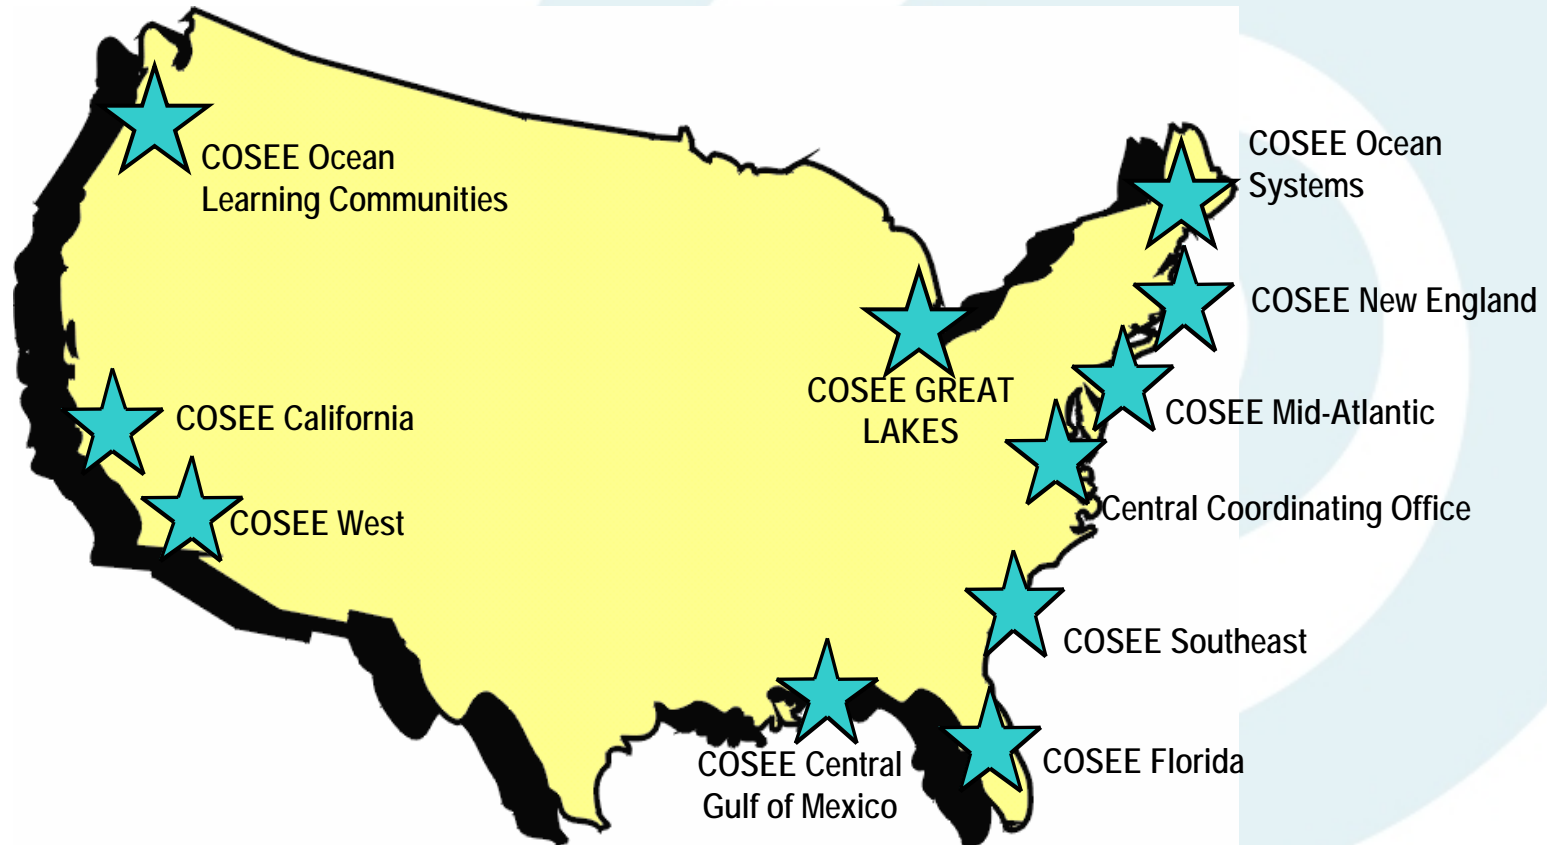 COSEE Ocean
Learning Communities
COSEE Ocean
Systems
COSEE New England
COSEE GREAT
LAKES
COSEE California
COSEE Mid-Atlantic
Central Coordinating Office
COSEE West
COSEE Southeast
COSEE Central
Gulf of Mexico
COSEE Florida